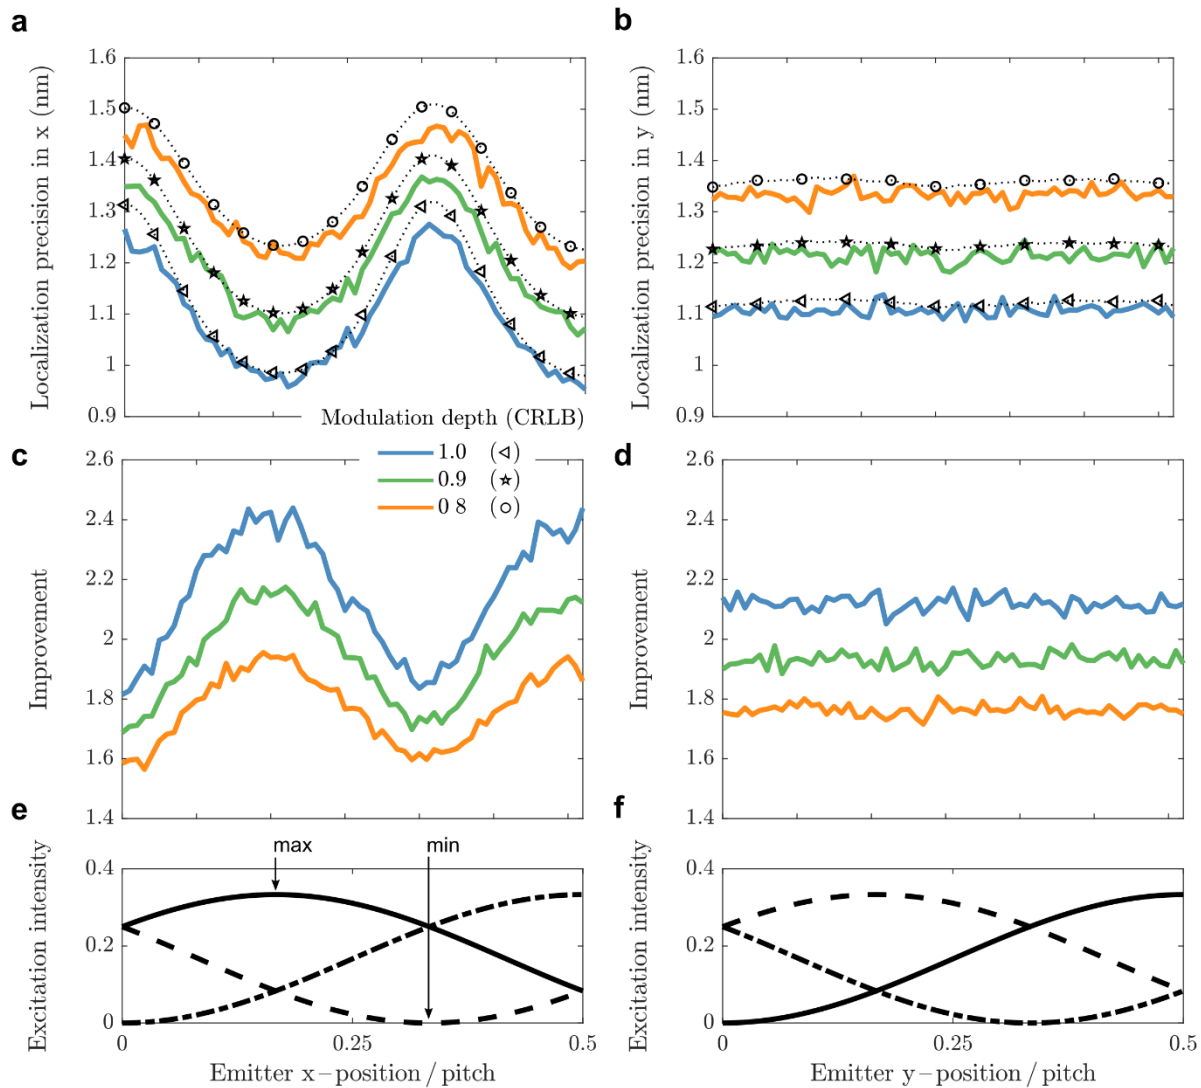 a
b
1.6
1.5
1.4
1.3
1.2
1.1
1
0.9
Localization precision in x (nm)
1.6
1.5
1.4
1.3
1.2
1.1
1
0.9
Localization precision in y (nm)
Modulation depth (CRLB)
1.0 (◁)
0.9 (☆)
0 8 (○)
c
d
2.6
2.4
2.2
2
1.8
1.6
1.4
Improvement
2.6
2.4
2.2
2
1.8
1.6
1.4
Improvement
e
f
max
min
0.4
0.2
0
Excitation intensity
0
0.25
0.5
Emitter x−position / pitch
0.4
0.2
0
Excitation intensity
0
0.25
0.5
Emitter y−position / pitch